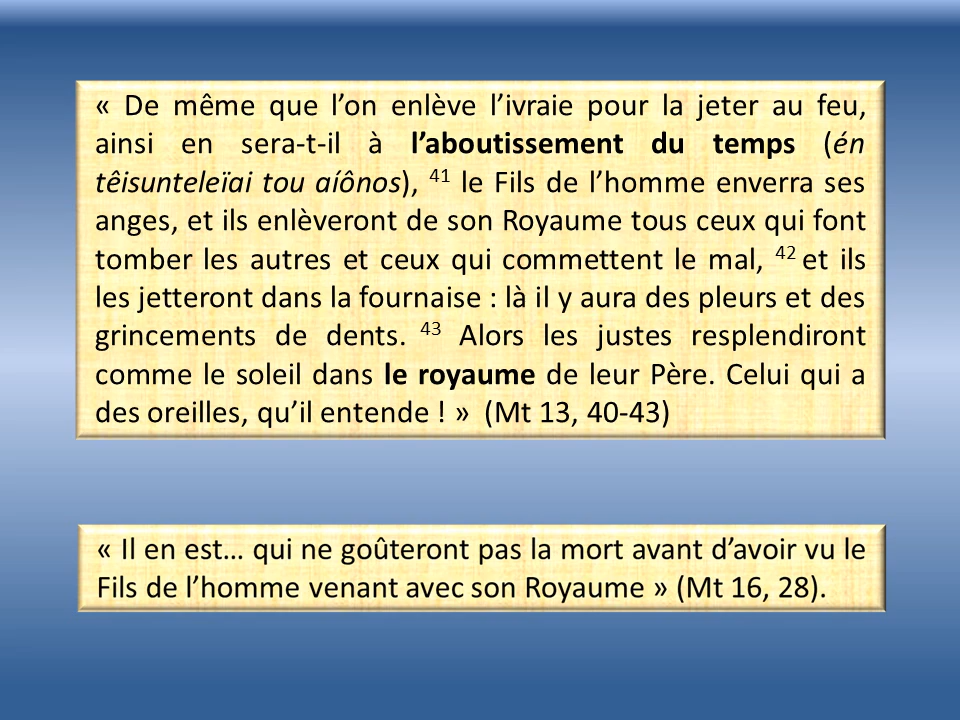 « De même que l’on enlève l’ivraie pour la jeter au feu,
ainsi en sera-t-il à l’aboutissement du temps (én
têisunteleïai tou aíônos), 41 le Fils de l’homme enverra ses
anges, et ils enlèveront de son Royaume tous ceux qui font
tomber les autres et ceux qui commettent le mal, 42 et ils
les jetteront dans la fournaise : là il y aura des pleurs et des
grincements de dents. 43 Alors les justes resplendiront
comme le soleil dans le royaume de leur Père. Celui qui a
des oreilles, qu’il entende ! » (Mt 13, 40-43)
« Il en est… qui ne goûteront pas la mort avant d’avoir vu le
Fils de l’homme venant avec son Royaume » (Mt 16, 28).